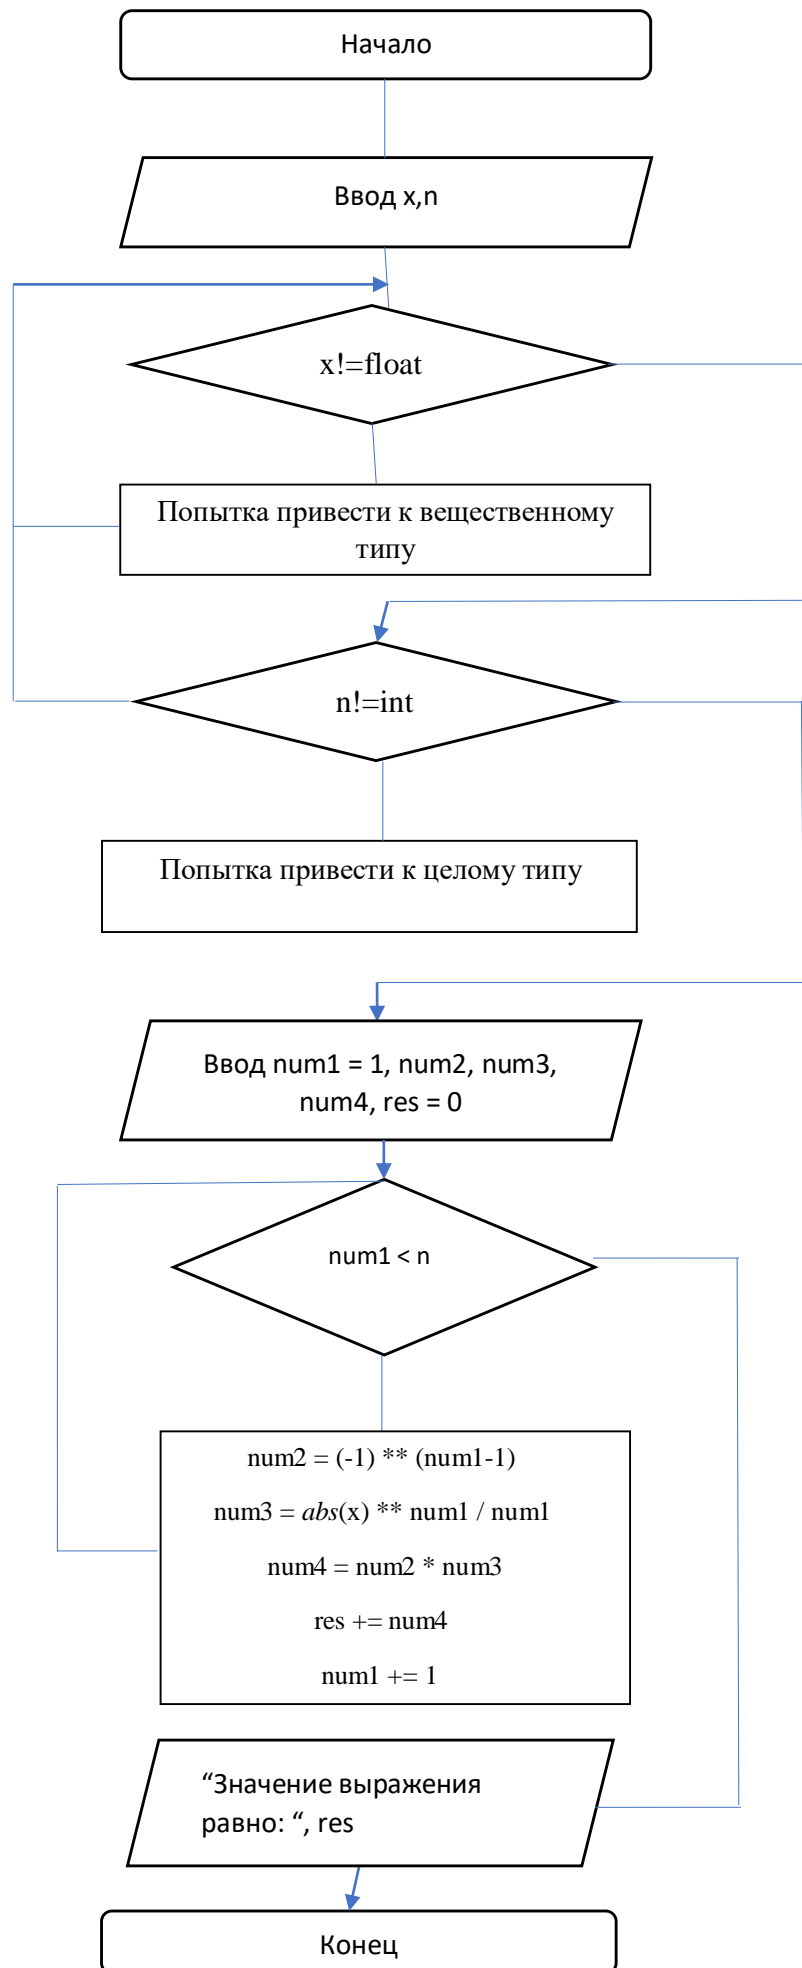 Начало
Ввод x,n
x!=float
Попытка привести к вещественному
типу
n!=int
Попытка привести к целому типу
Ввод num1 = 1, num2, num3,
num4, res = 0
num1 < n
num2 = (-1) ** (num1-1)
num3 = abs(x) ** num1 / num1
num4 = num2 * num3
res += num4
num1 += 1
“Значение выражения
равно: “, res
Конец